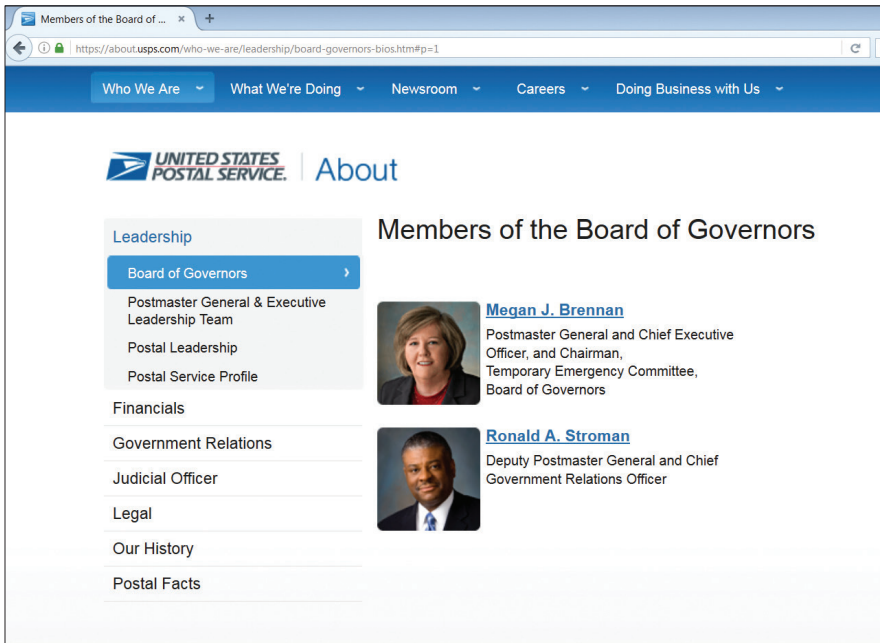 Members of the Board of ...
https://about.usps.com/who-we-are/leadership/board-governors-bios.htm#p=1
Who We Are
What We're Doing
Newsroom
Careers
Doing Business with Us
UNITED STATES
POSTAL SERVICE.
About
Leadership
Board of Governors
Postmaster General & Executive
Leadership Team
Postal Leadership
Postal Service Profile
Financials
Government Relations
Judicial Officer
Legal
Our History
Postal Facts
Members of the Board of Governors
Megan J. Brennan
Postmaster General and Chief Executive
Officer, and Chairman,
Temporary Emergency Committee,
Board of Governors
Ronald A. Stroman
Deputy Postmaster General and Chief
Government Relations Officer